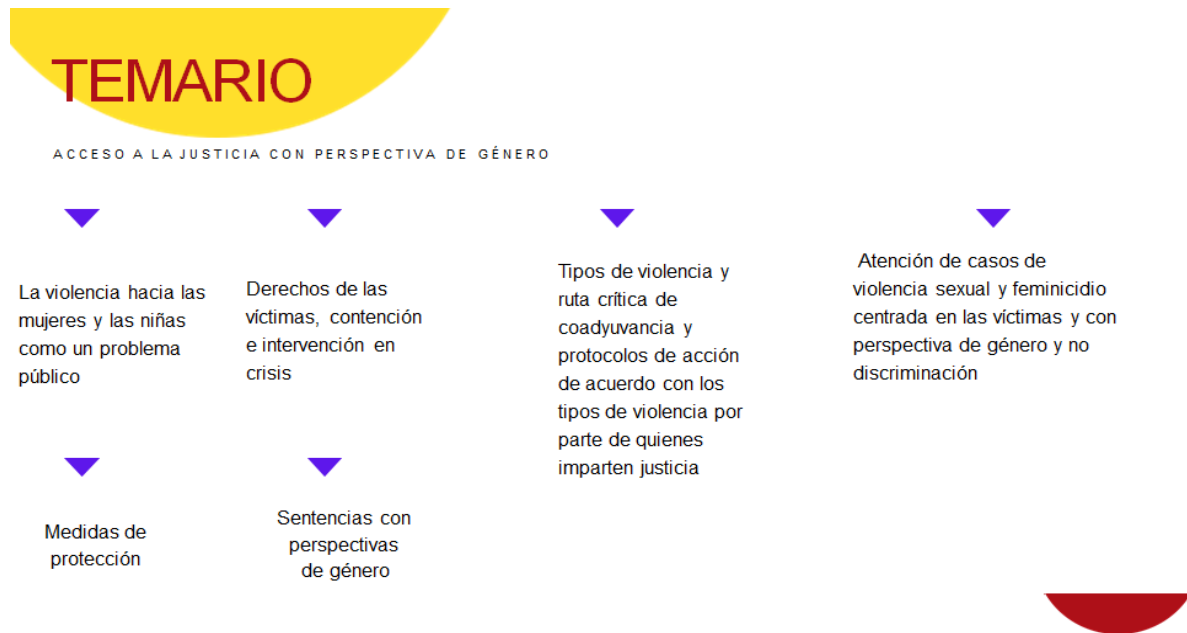 TEMARIO
ACCESO A LA JUSTICIA CON PERSPECTIVA DE GÉNERO
La violencia hacia las
mujeres y las niñas
como un problema
público
Derechos de las
víctimas, contención
e intervención en
crisis
Tipos de violencia y
ruta crítica de
coadyuvancia y
protocolos de acción
de acuerdo con los
tipos de violencia por
parte de quienes
imparten justicia
Atención de casos de
violencia sexual y feminicidio
centrada en las víctimas y con
perspectiva de género y no
discriminación
Medidas de
protección
Sentencias con
perspectivas
de género